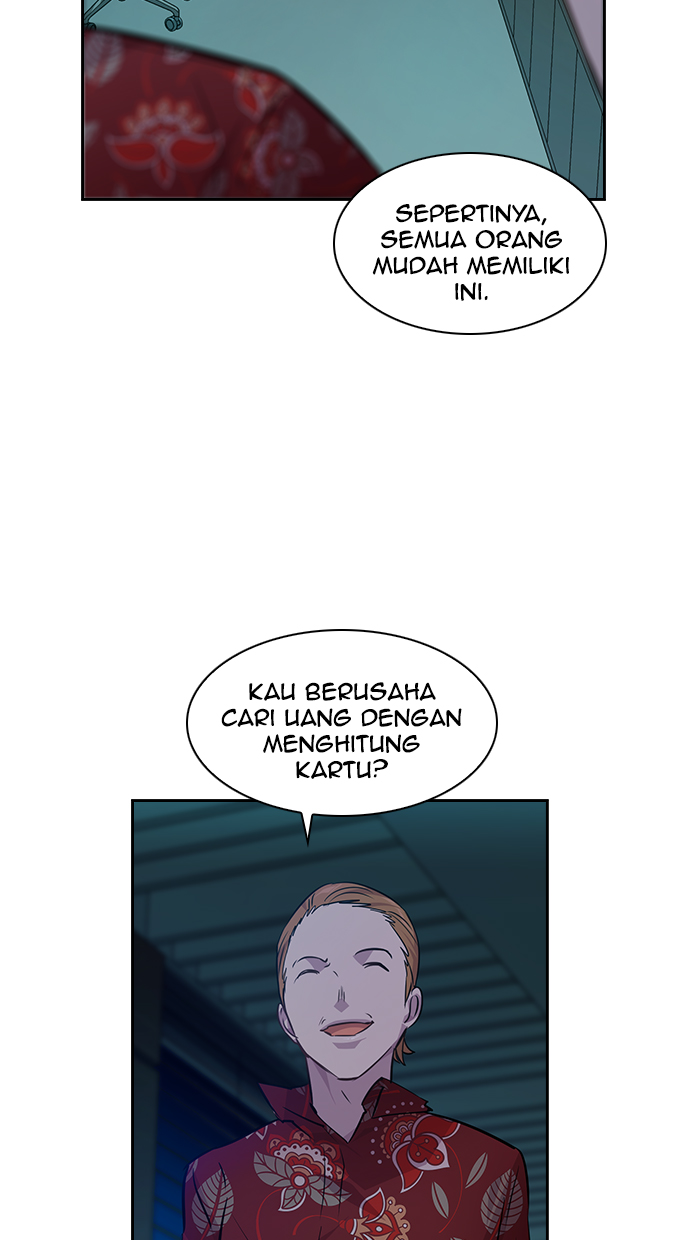 SEPERTINYA,
SEMUA ORANG
MUDAH MEMILIKI
INI.
KAU BERUSAHA
CARI UANG DENGAN
MENGHITUNG
KARTU?